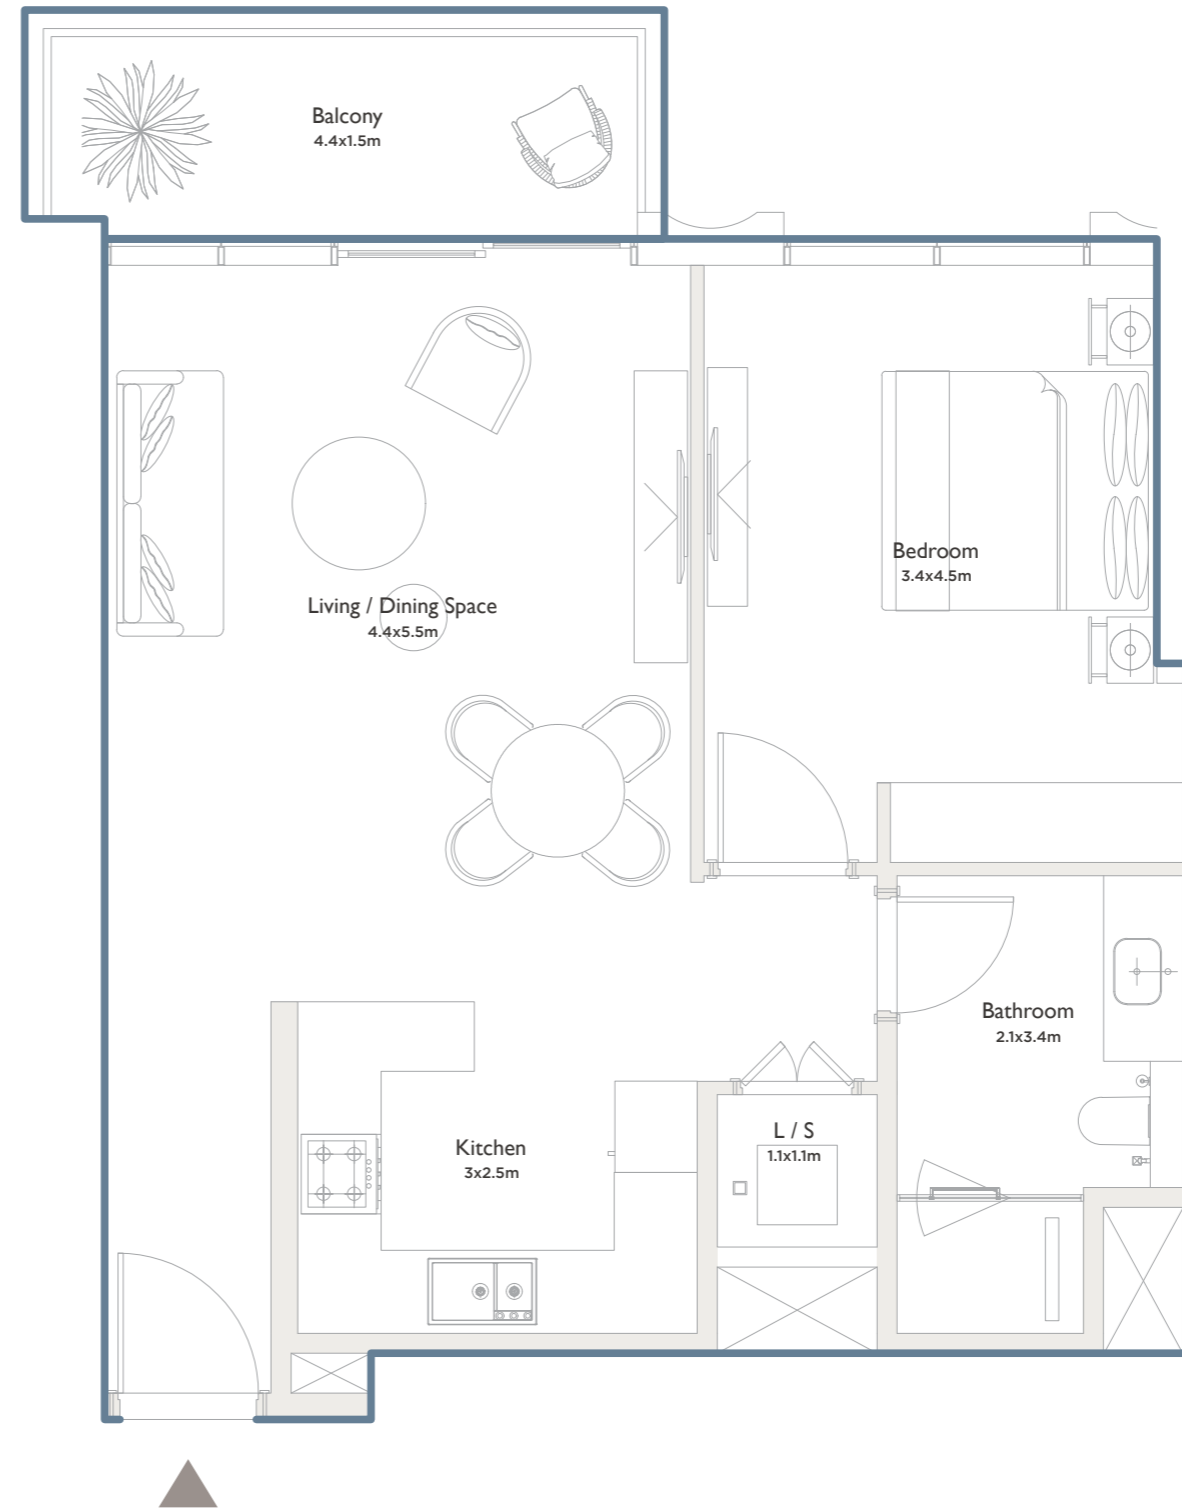 Balcony
4.4x1.5m
Bedroom
3.4x4.5m
Living / Dining Space
4.4x5.5m
Bathroom
2.1x3.4m
L / S
1.1x1.1m
Kitchen
3x2.5m